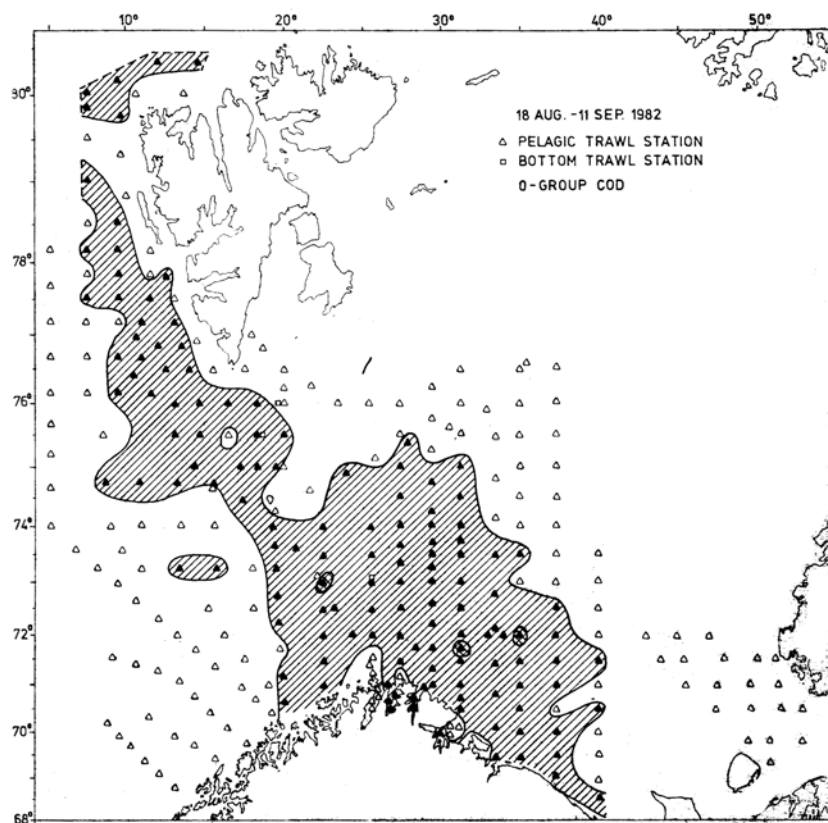 10° 20° 30° 40° 50°
80°
18 AUG. -11 SEP. 1982
△ PELAGIC TRAWL STATION
□ BOTTOM TRAWL STATION
0-GROUP COD
78°
76°
74°
72°
70°
68°